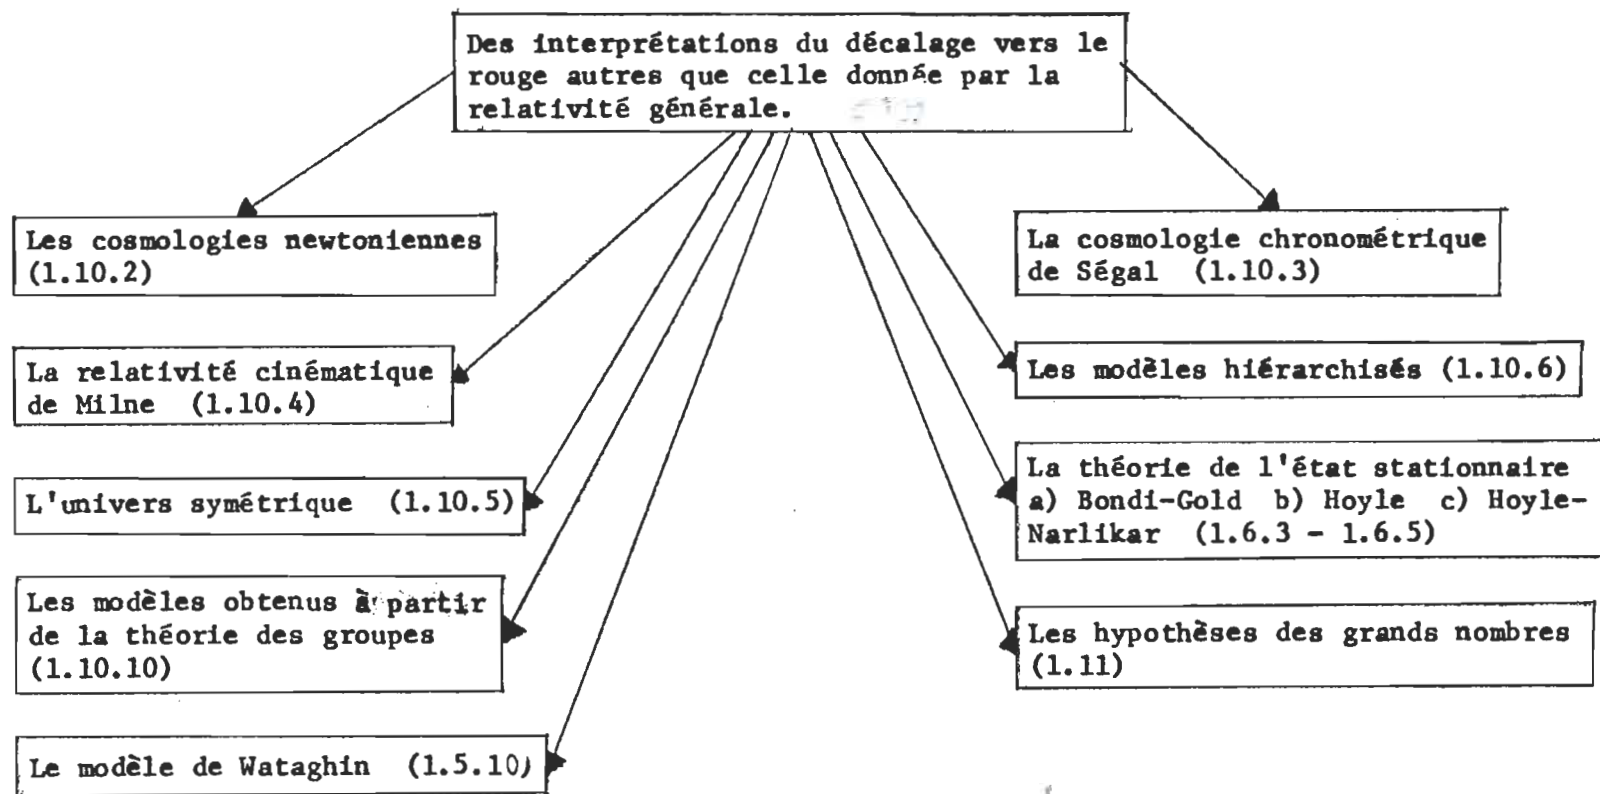 Des interprétations du décalage vers le
rouge autres que celle donnée par la
relativité générale.
Les cosmologies newtoniennes
(1.10.2)
La relativité cinématique
de Milne (1.10.4)
L'univers symétrique (1.10.5)
Les modèles obtenus à partir
de la théorie des groupes
(1.10.10)
Le modèle de Wataghin (1.5.10)
La cosmologie chronométrique
de Ségal (1.10.3)
Les modèles hiérarchisés (1.10.6)
La théorie de l'état stationnaire
a) Bondi-Gold b) Hoyle c) Hoyle-
Narlikar (1.6.3 - 1.6.5)
Les hypothèses des grands nombres
(1.11)